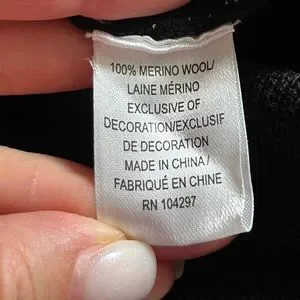 100% MERINO WOOL/
LAINE MÉRINO
EXCLUSIVE OF
DECORATION/EXCLUSIF
DE DECORATION
MADE IN CHINA /
FABRIQUÉ EN CHINE
RN 104297